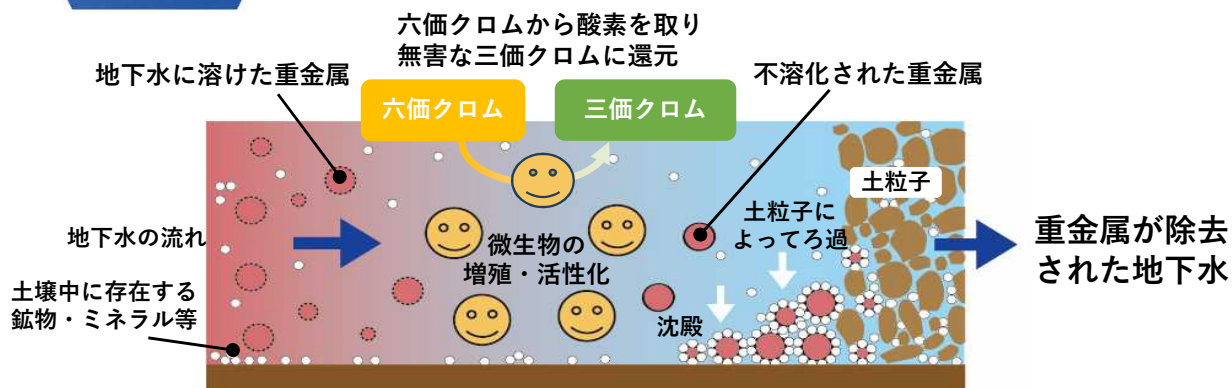 六価クロムから酸素を取り
無害な三価クロムに還元
地下水に溶けた重金属
不溶化された重金属
六価クロム
三価クロム
土粒子
地下水の流れ
微生物の
増殖・活性化
土粒子に
よってろ過
重金属が除去
された地下水
土壌中に存在する
鉱物・ミネラル等
沈殿